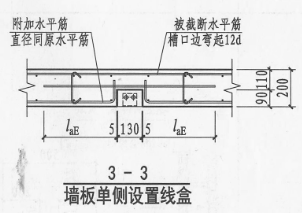 附加水平筋
直径同原水平筋
被截断水平筋
槽口边弯起12d
90 110
200
laE 5 130 5 laE
3-3
墙板单侧设置线盒